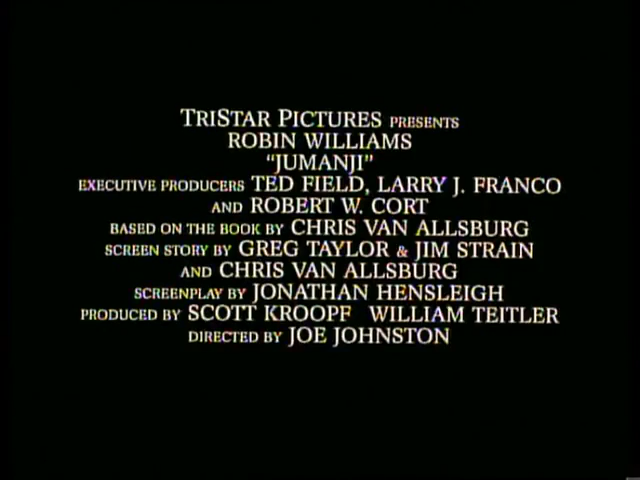 TRISTAR PICTURES PRESENTS
ROBIN WILLIAMS
"JUMANJI"
EXECUTIVE PRODUCERS TED FIELD, LARRY J. FRANCO
AND ROBERT W. CORT
BASED ON THE BOOK BY CHRIS VAN ALLSBURG
SCREEN STORY BY GREG TAYLOR & JIM STRAIN
AND CHRIS VAN ALLSBURG
SCREENPLAY BY JONATHAN HENSLEIGH
PRODUCED BY SCOTT KROOPF WILLIAM TEITLER
DIRECTED BY JOE JOHNSTON